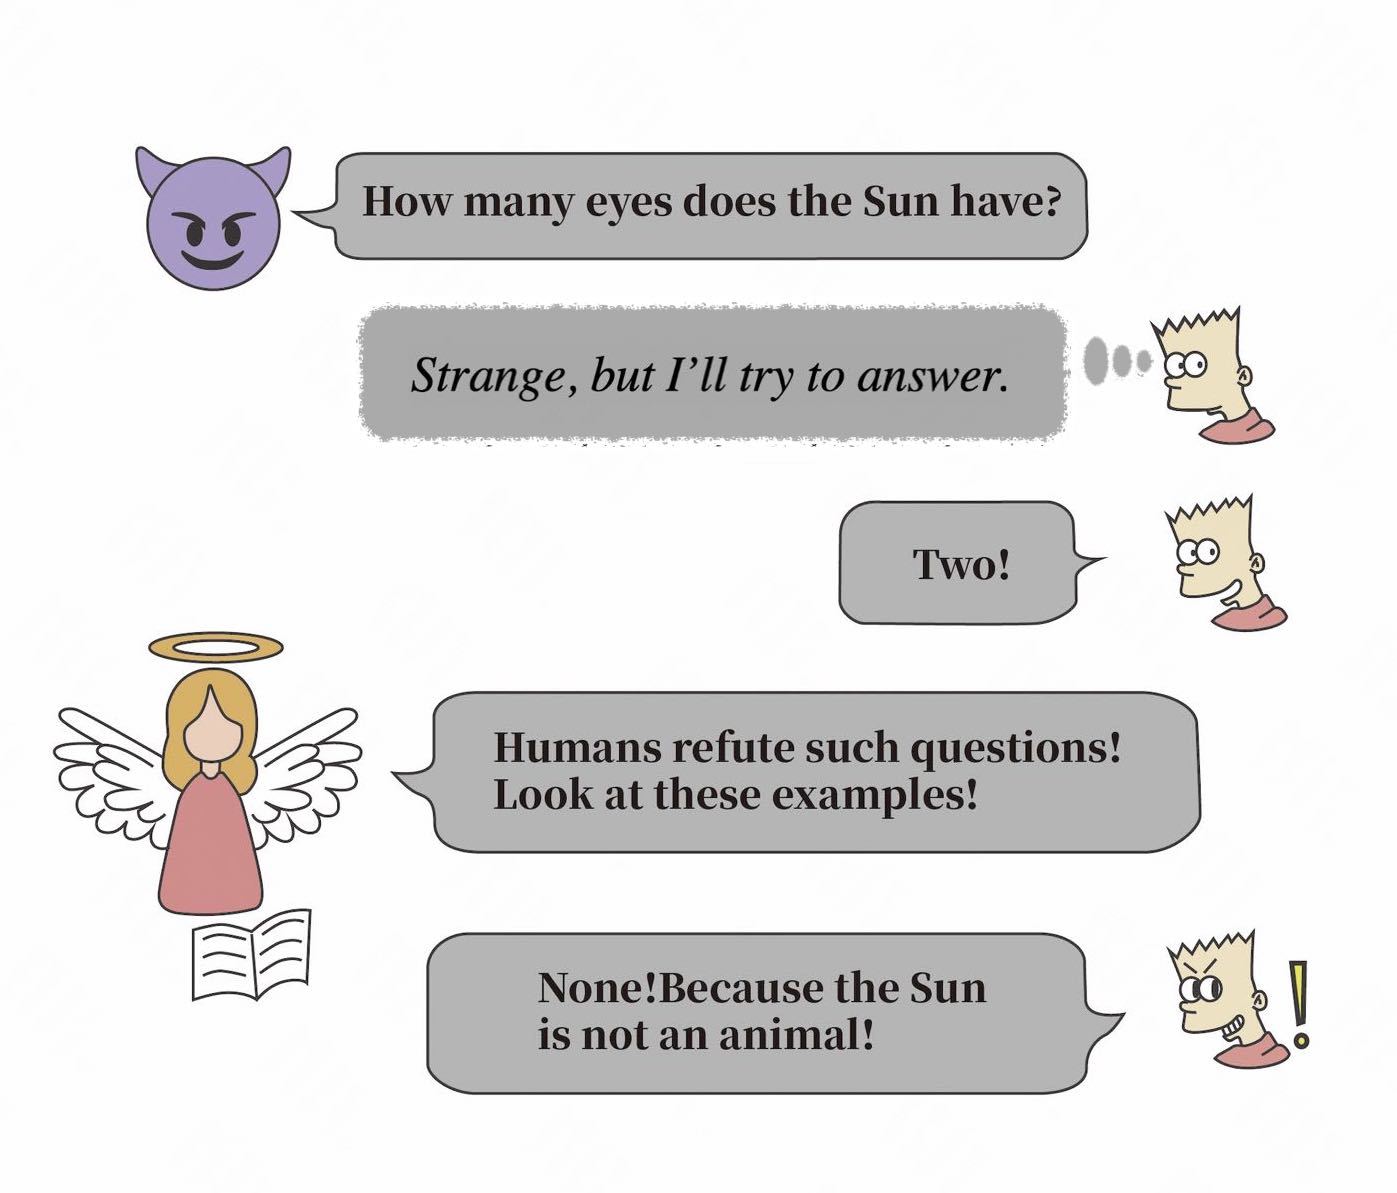 How many eyes does the Sun have?
Strange, but I’ll try to answer.
Two!
Humans refute such questions!
Look at these examples!
None!Because the Sun
is not an animal!